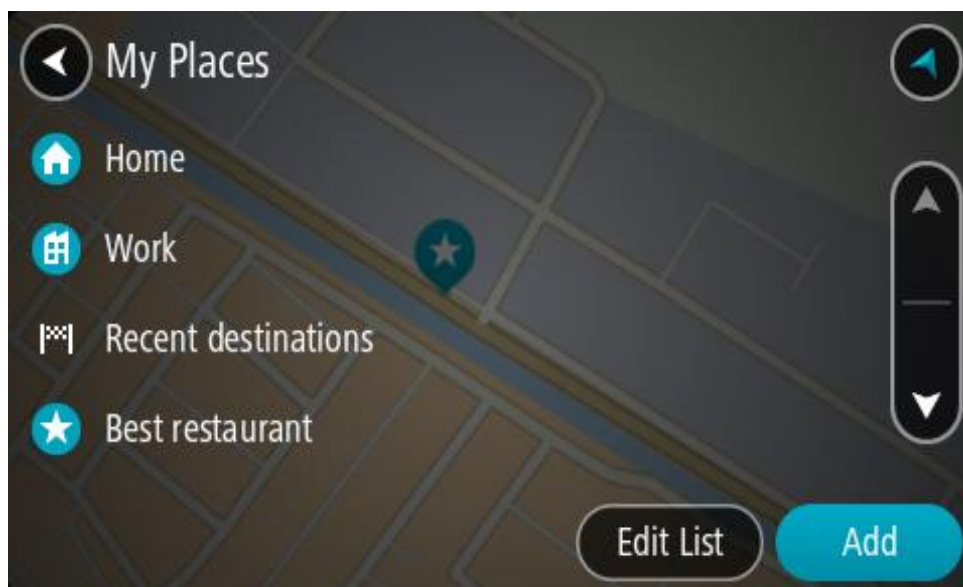 My Places
Home
Work
Recent destinations
Best restaurant
Edit List
Add